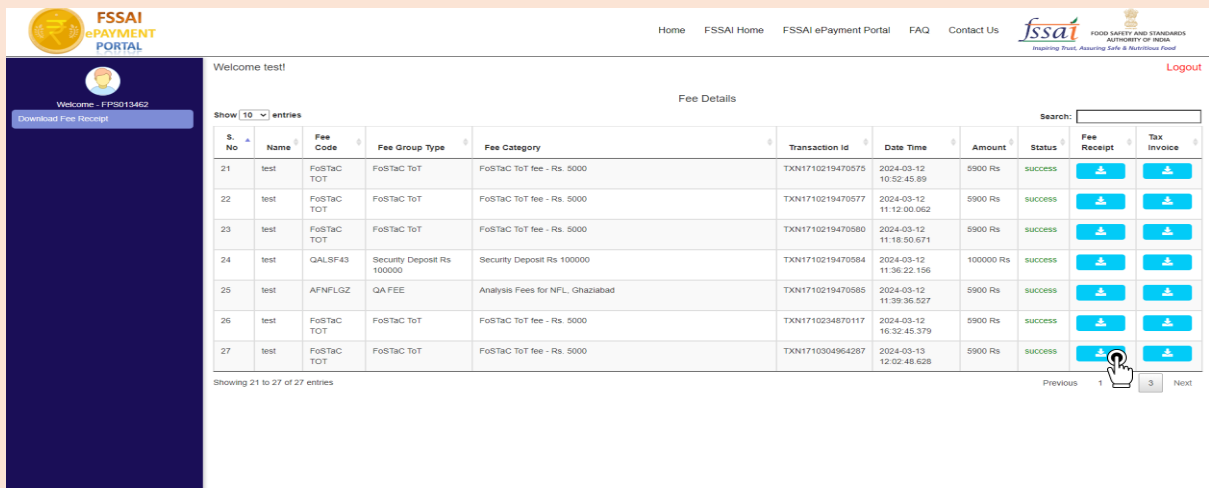 FSSAI
ePAYMENT
PORTAL
Home FSSAI Home FSSAI ePayment Portal FAQ Contact Us
fssai
FOOD SAFETY AND STANDARDS
AUTHORITY OF INDIA
Inspiring Trust, Assuring Safe & Nutritious Food
Welcome - FPS013462
Download Fee Receipt
Welcome test!
Logout
Fee Details
Show 10 entries
Search:
S. No Name Fee Code Fee Group Type Fee Category Transaction Id Date Time Amount Status Fee Receipt Tax Invoice
21 test FoSTaC TOT FoSTaC ToT FoSTaC ToT fee - Rs. 5000 TXN1710219470575 2024-03-12 10:52:45.89 5900 Rs success
22 test FoSTaC TOT FoSTaC ToT FoSTaC ToT fee - Rs. 5000 TXN1710219470577 2024-03-12 11:12:00.062 5900 Rs success
23 test FoSTaC TOT FoSTaC ToT FoSTaC ToT fee - Rs. 5000 TXN1710219470580 2024-03-12 11:18:50.671 5900 Rs success
24 test QALSF43 Security Deposit Rs 100000 Security Deposit Rs 100000 TXN1710219470584 2024-03-12 11:36:22.156 100000 Rs success
25 test AFNFLGZ QA FEE Analysis Fees for NFL, Ghaziabad TXN1710219470585 2024-03-12 11:39:36.527 5900 Rs success
26 test FoSTaC TOT FoSTaC ToT FoSTaC ToT fee - Rs. 5000 TXN1710234870117 2024-03-12 16:32:45.379 5900 Rs success
27 test FoSTaC TOT FoSTaC ToT FoSTaC ToT fee - Rs. 5000 TXN1710304964287 2024-03-13 12:02:48.628 5900 Rs success
Showing 21 to 27 of 27 entries
Previous 1 3 Next